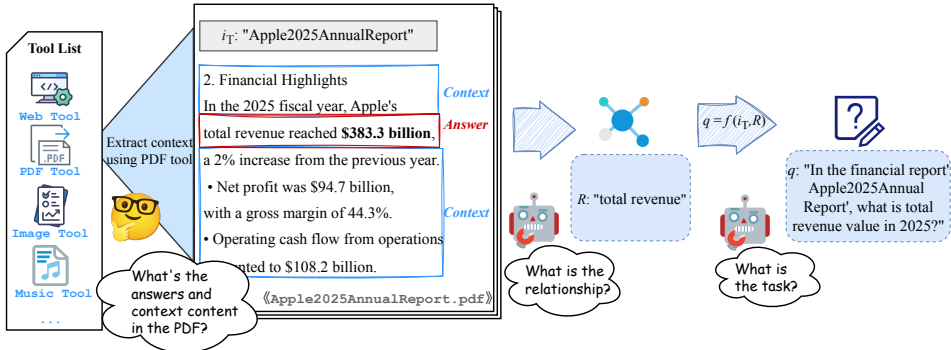 Tool List
Web Tool
.PDF
PDF Tool
Image Tool
Music Tool
...
Extract context
using PDF tool
What's the
answers and
context content
in the PDF?
i_T: "Apple2025AnnualReport"
2. Financial Highlights
In the 2025 fiscal year, Apple's
Context
total revenue reached $383.3 billion,
Answer
a 2% increase from the previous year.
• Net profit was $94.7 billion,
with a gross margin of 44.3%.
Context
• Operating cash flow from operations
to $108.2 billion.
《Apple2025AnnualReport.pdf》
R: "total revenue"
What is the
relationship?
q = f (i_T, R)
q: "In the financial report'
Apple2025Annual
Report', what is total
revenue value in 2025?"
What is
the task?